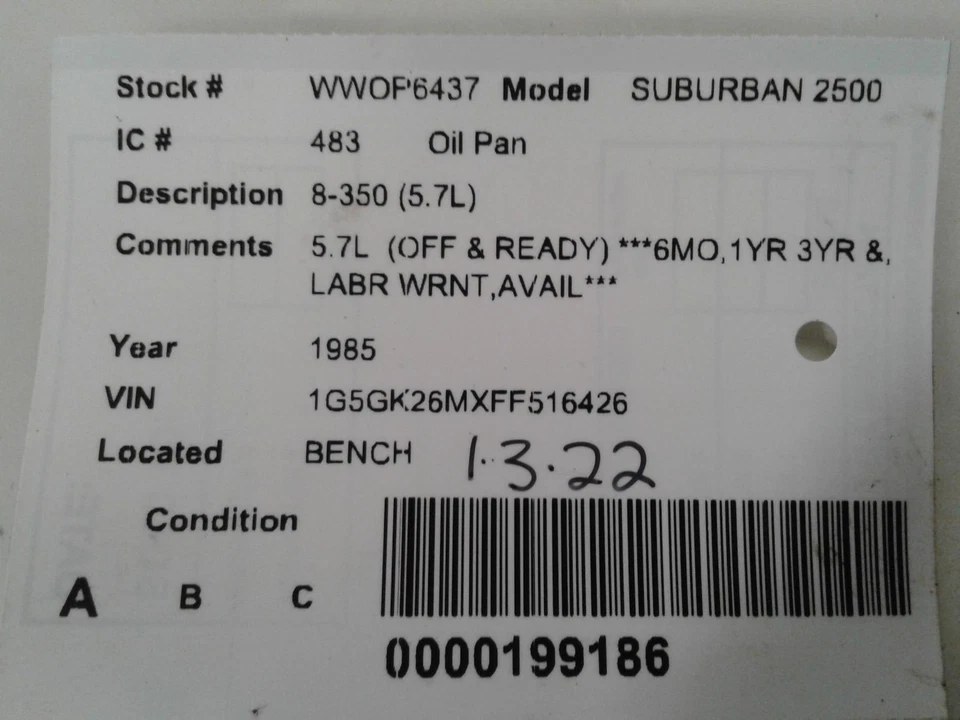 Stock # WWOP6437 Model SUBURBAN 2500
IC # 483 Oil Pan
Description 8-350 (5.7L)
Comments 5.7L (OFF & READY) ***6MO,1YR 3YR &,
LABR WRNT,AVAIL***
Year 1985
VIN 1G5GK26MXFF516426
Located BENCH 1.3.22
Condition
A B C
0000199186